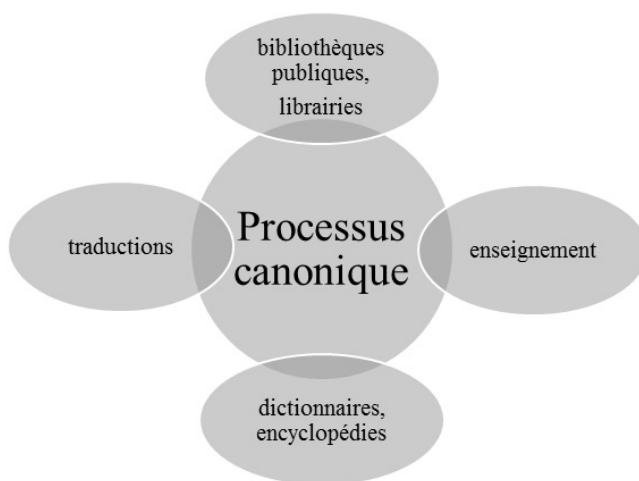 bibliothèques
publiques,
librairies
traductions
Processus
canonique
enseignement
dictionnaires,
encyclopédies